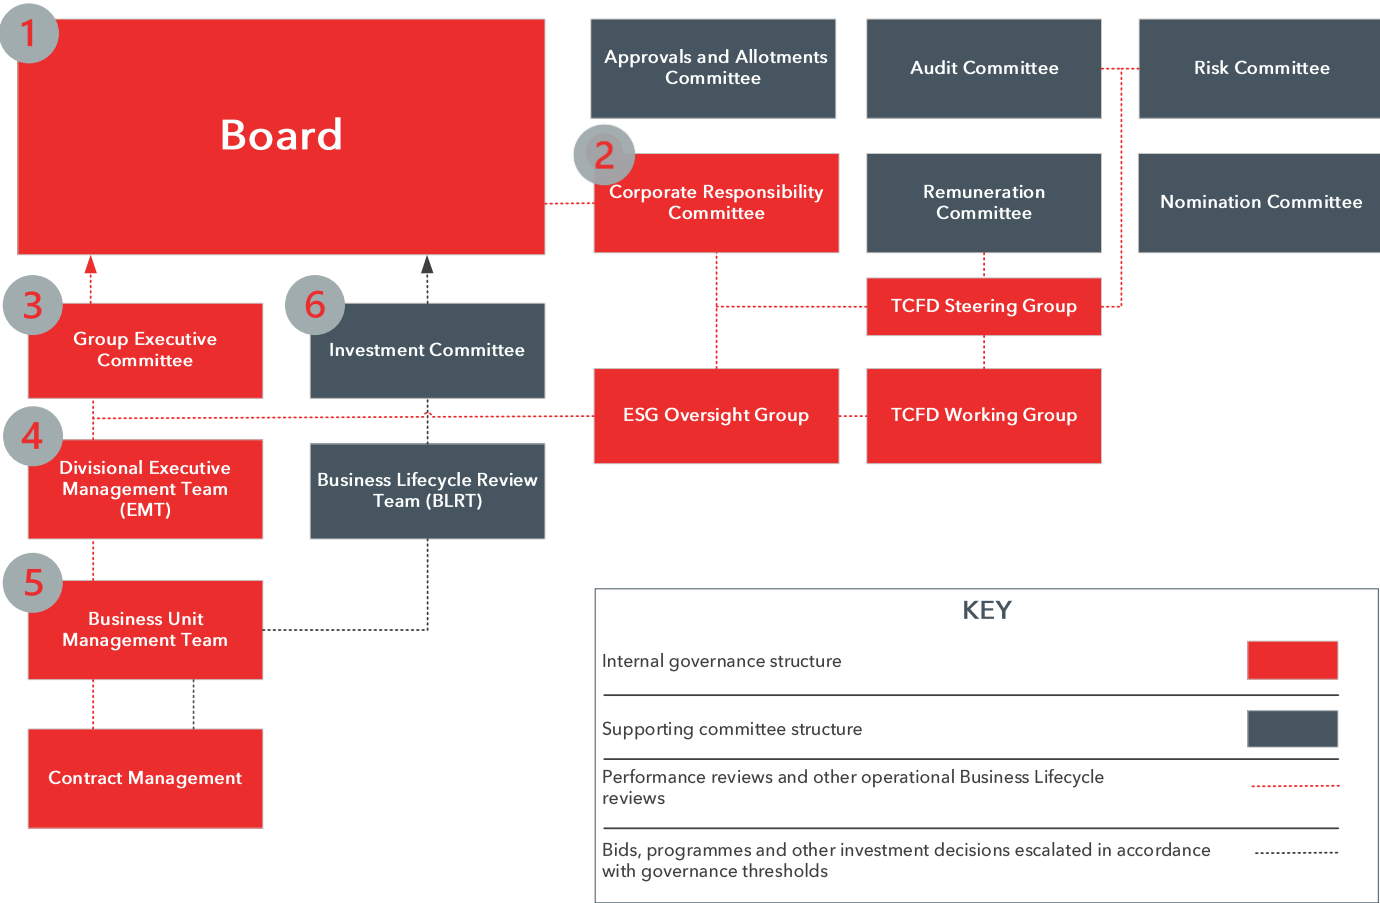 1
Board
Approvals and Allotments
Committee
Audit Committee
Risk Committee
2
Corporate Responsibility
Committee
Remuneration
Committee
Nomination Committee
3
Group Executive
Committee
6
Investment Committee
TCFD Steering Group
4
Divisional Executive
Management Team
(EMT)
Business Lifecycle Review
Team (BLRT)
ESG Oversight Group
TCFD Working Group
5
Business Unit
Management Team
Contract Management
KEY
Internal governance structure
Supporting committee structure
Performance reviews and other operational Business Lifecycle
reviews
Bids, programmes and other investment decisions escalated in accordance
with governance thresholds